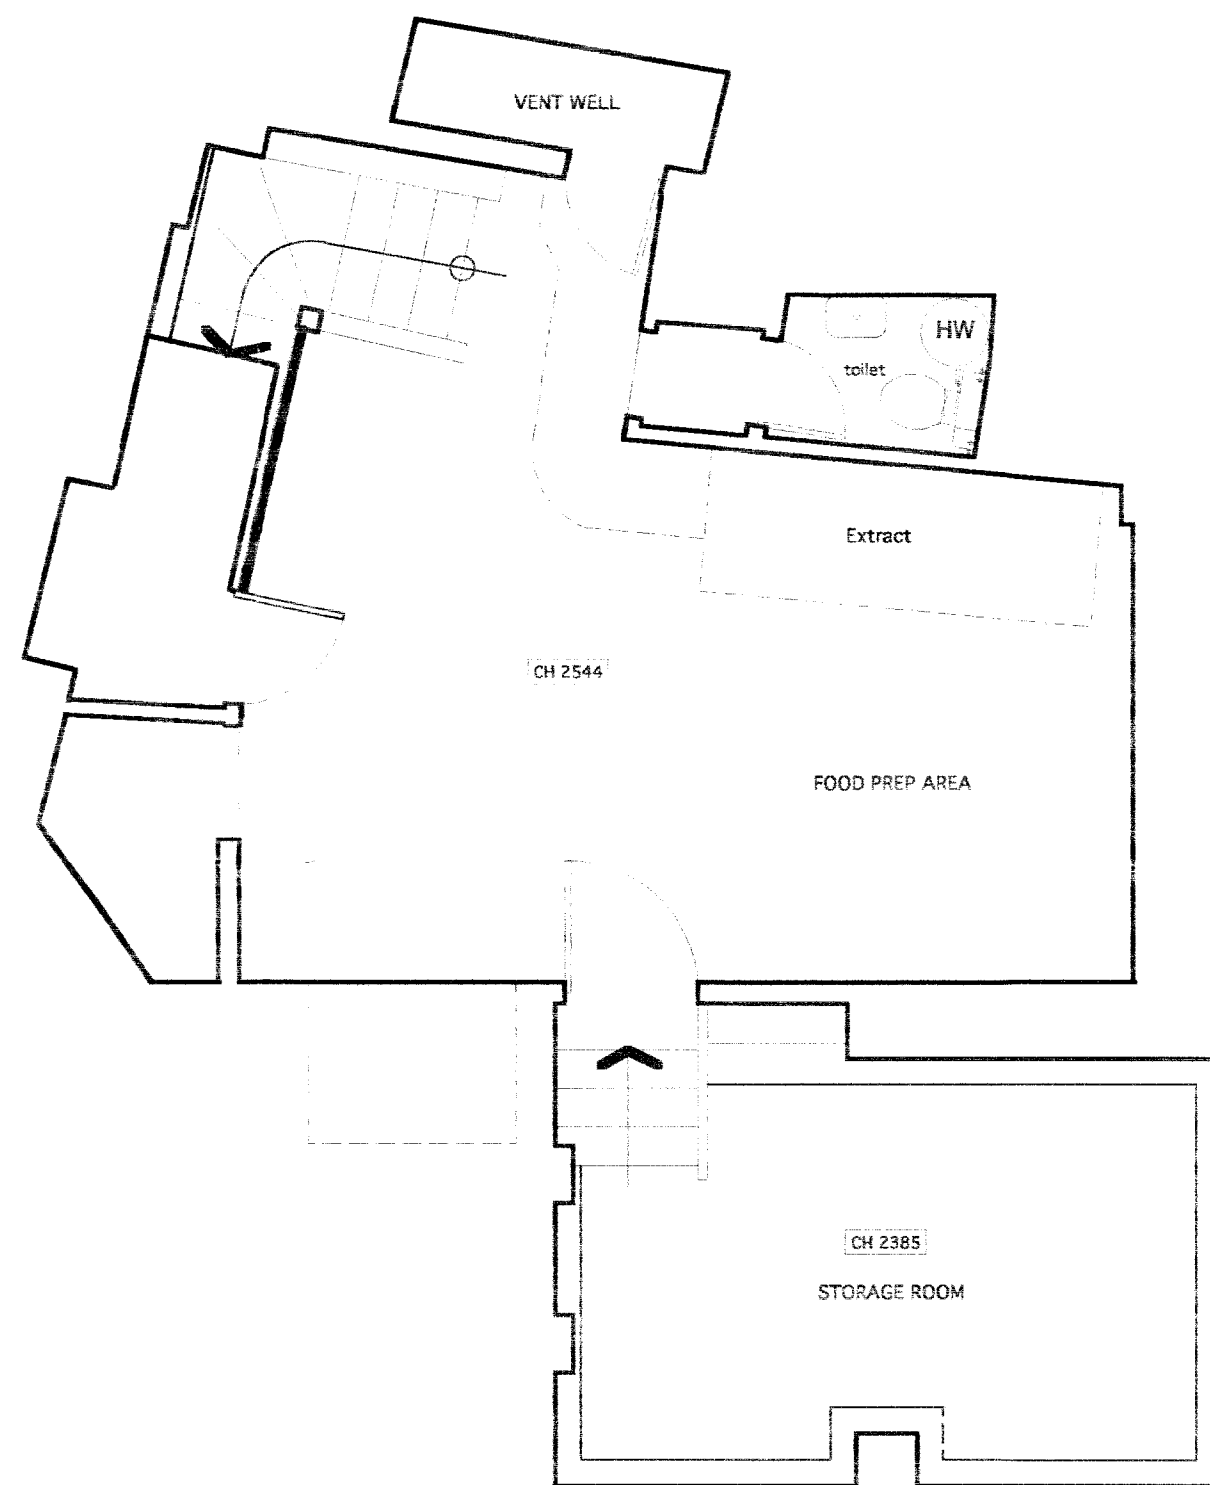 VENT WELL
HW
toilet
Extract
CH 2544
FOOD PREP AREA
CH 2385
STORAGE ROOM